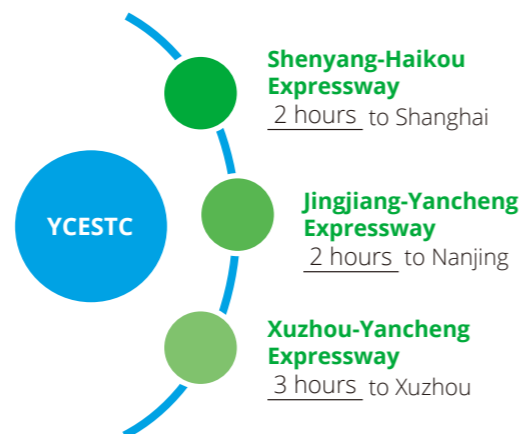 YCESTC
Shenyang-Haikou
Expressway
2 hours to Shanghai
Jingjiang-Yancheng
Expressway
2 hours to Nanjing
Xuzhou-Yancheng
Expressway
3 hours to Xuzhou